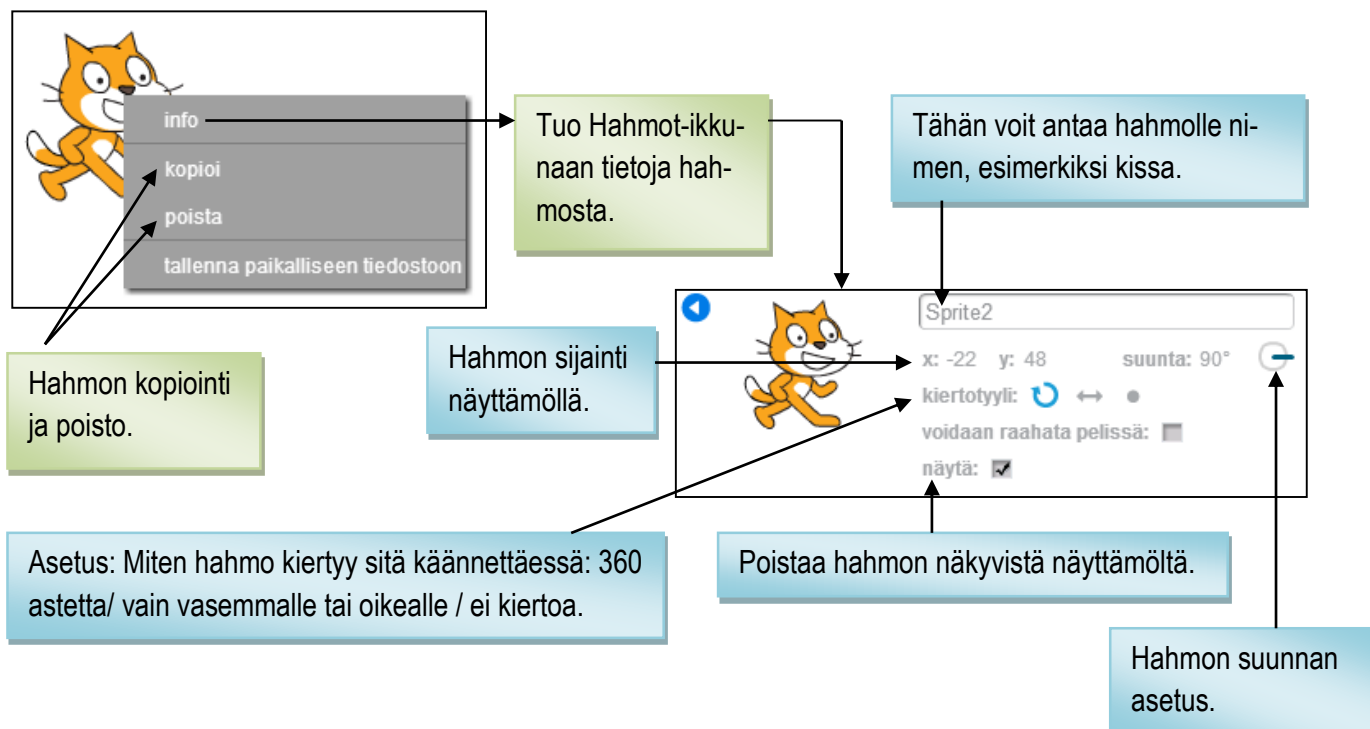 info
kopioi
poista
tallenna paikalliseen tiedostoon
Tuo Hahmot-ikku-
naan tietoja hah-
mosta.
Tähän voit antaa hahmolle ni-
men, esimerkiksi kissa.
Hahmon kopiointi
ja poisto.
Hahmon sijainti
näyttämöllä.
Sprite2
x: -22 y: 48 suunta: 90°
kiertotyyli:
voidaan raahata pelissä:
näytä:
Asetus: Miten hahmo kiertyy sitä käännettäessä: 360
astetta/ vain vasemmalle tai oikealle / ei kiertoa.
Poistaa hahmon näkyvistä näyttämöltä.
Hahmon suunnan
asetus.